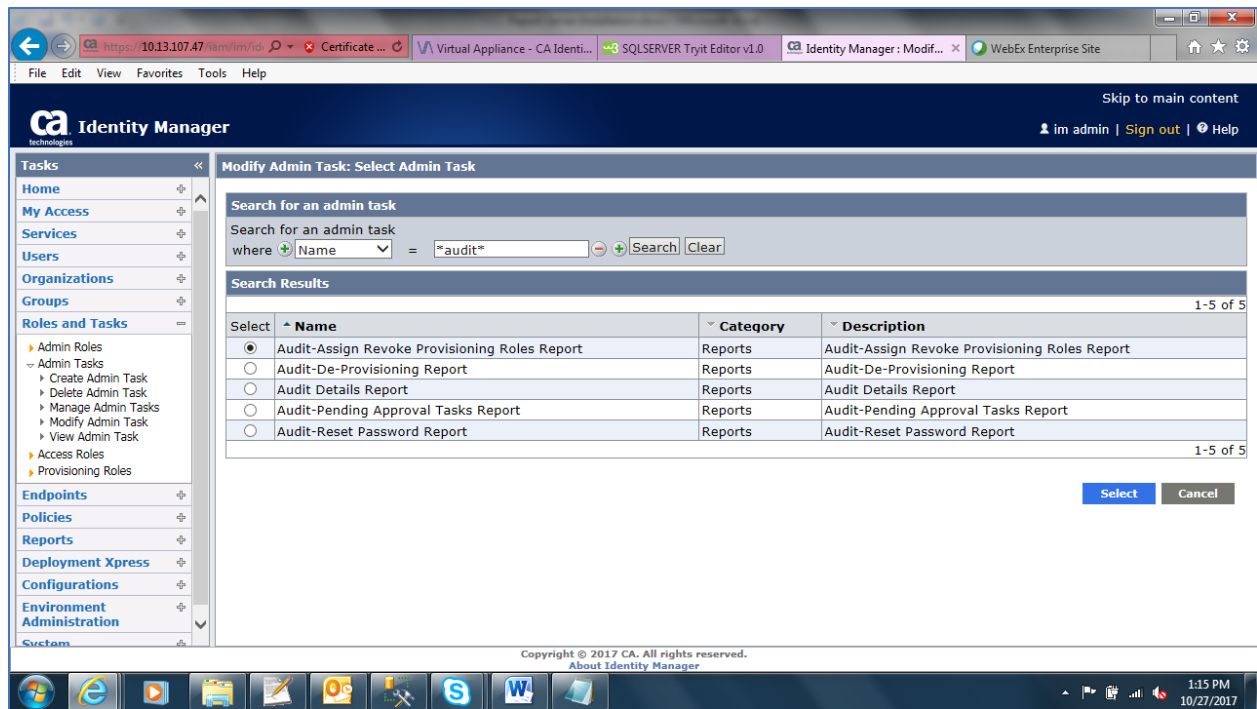 https://10.13.107.47/iam/im/id
Certificate ...
Virtual Appliance - CA Identi...
SQLSERVER Tryit Editor v1.0
Identity Manager : Modif...
WebEx Enterprise Site
File Edit View Favorites Tools Help
Skip to main content
ca technologies
Identity Manager
im admin | Sign out | Help
Tasks «
Home
My Access
Services
Users
Organizations
Groups
Roles and Tasks
Admin Roles
Admin Tasks
Create Admin Task
Delete Admin Task
Manage Admin Tasks
Modify Admin Task
View Admin Task
Access Roles
Provisioning Roles
Endpoints
Policies
Reports
Deployment Xpress
Configurations
Environment
Administration
System
Modify Admin Task: Select Admin Task
Search for an admin task
Search for an admin task
where Name = *audit* Search Clear
Search Results
1-5 of 5
Select Name Category Description
Audit-Assign Revoke Provisioning Roles Report Reports Audit-Assign Revoke Provisioning Roles Report
Audit-De-Provisioning Report Reports Audit-De-Provisioning Report
Audit Details Report Reports Audit Details Report
Audit-Pending Approval Tasks Report Reports Audit-Pending Approval Tasks Report
Audit-Reset Password Report Reports Audit-Reset Password Report
1-5 of 5
Select Cancel
Copyright © 2017 CA. All rights reserved.
About Identity Manager
1:15 PM
10/27/2017